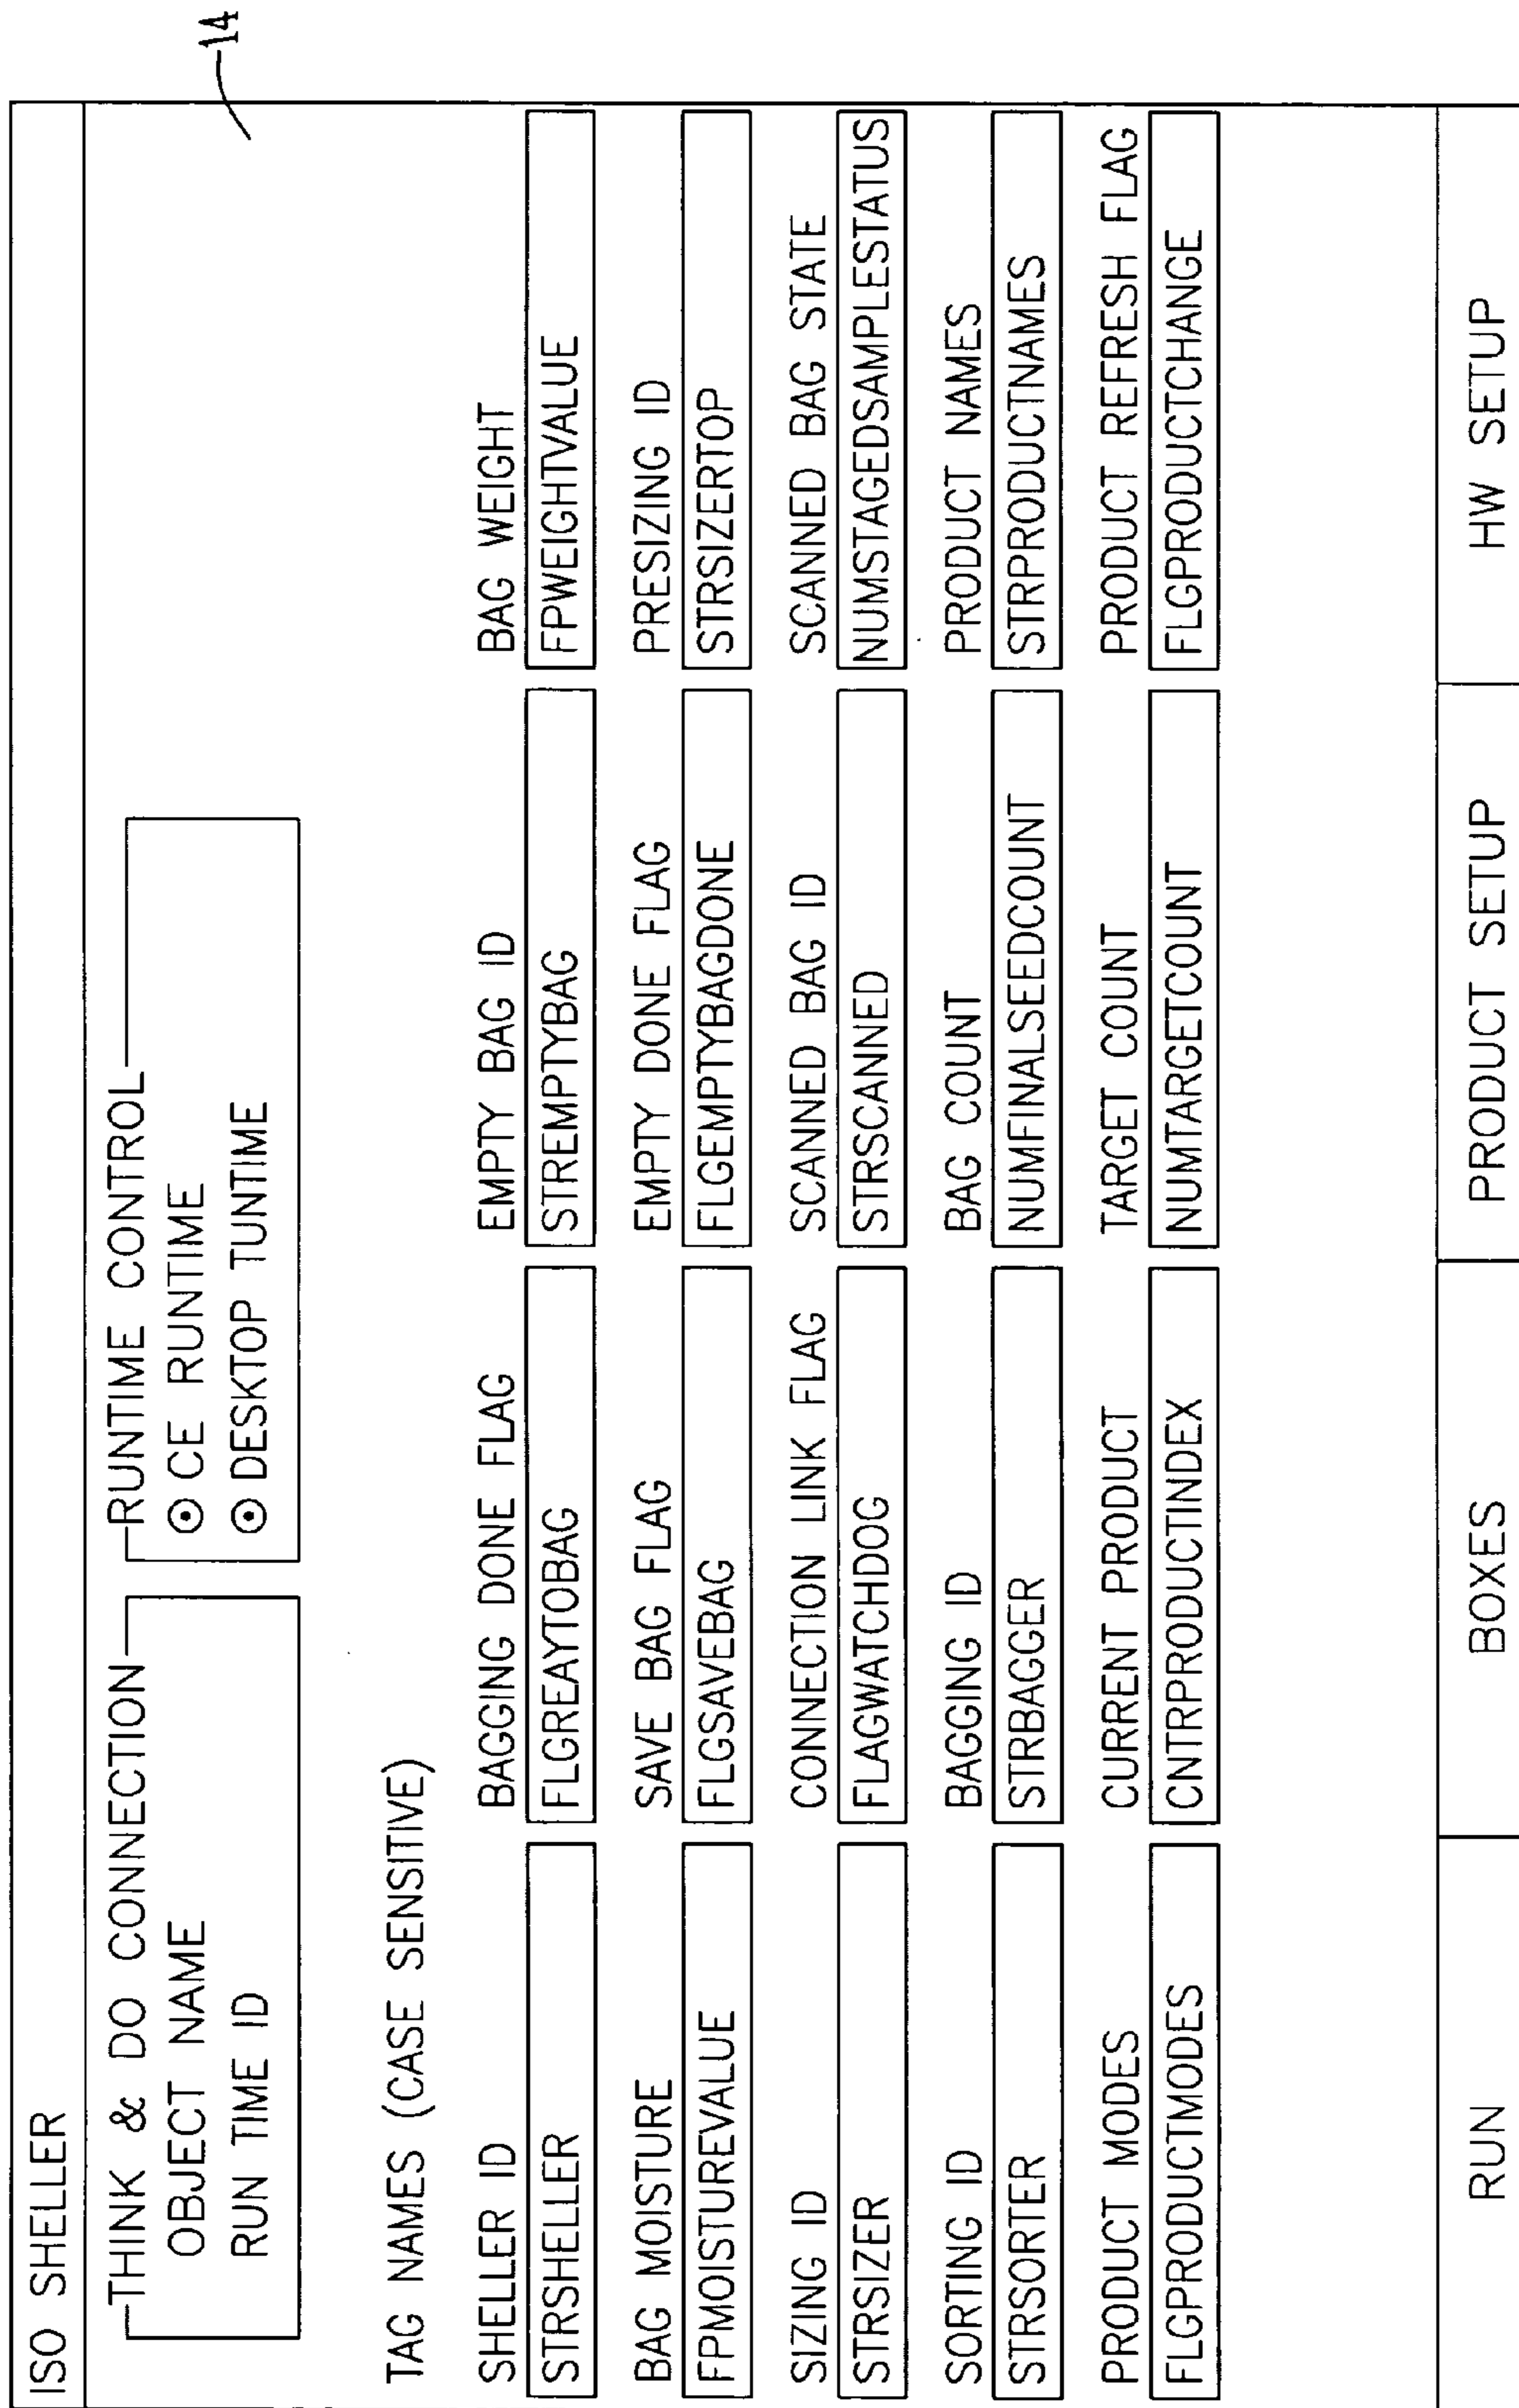 14
ISO SHELLER
THINK & DO CONNECTION
OBJECT NAME
RUN TIME ID
RUNTIME CONTROL
CE RUNTIME
DESKTOP TUNTIME
TAG NAMES (CASE SENSITIVE)
SHELLER ID BAGGING DONE FLAG EMPTY BAG ID BAG WEIGHT
STRSHELLER FLGREAYTOBAG STREMPTYBAG FPWEIGHTVALUE
BAG MOISTURE SAVE BAG FLAG EMPTY DONE FLAG PRESIZING ID
FPMOISTUREVALUE FLGSAVEBAG FLGEMPTYBAGDONE STRSIZERTOP
SIZING ID CONNECTION LINK FLAG SCANNED BAG ID SCANNED BAG STATE
STRSIZER FLAGWATCHDOG STRSCANNED NUMSTAGEDSAMPLESTATUS
SORTING ID BAGGING ID BAG COUNT PRODUCT NAMES
STRSORTER STRBAGGER NUMFINALSEEDCOUNT STRPRODUCTNAMES
PRODUCT MODES CURRENT PRODUCT TARGET COUNT PRODUCT REFRESH FLAG
FLGPRODUCTMODES CNTRPRODUCTINDEX NUMTARGETCOUNT FLGPRODUCTCHANGE
RUN BOXES PRODUCT SETUP HW SETUP